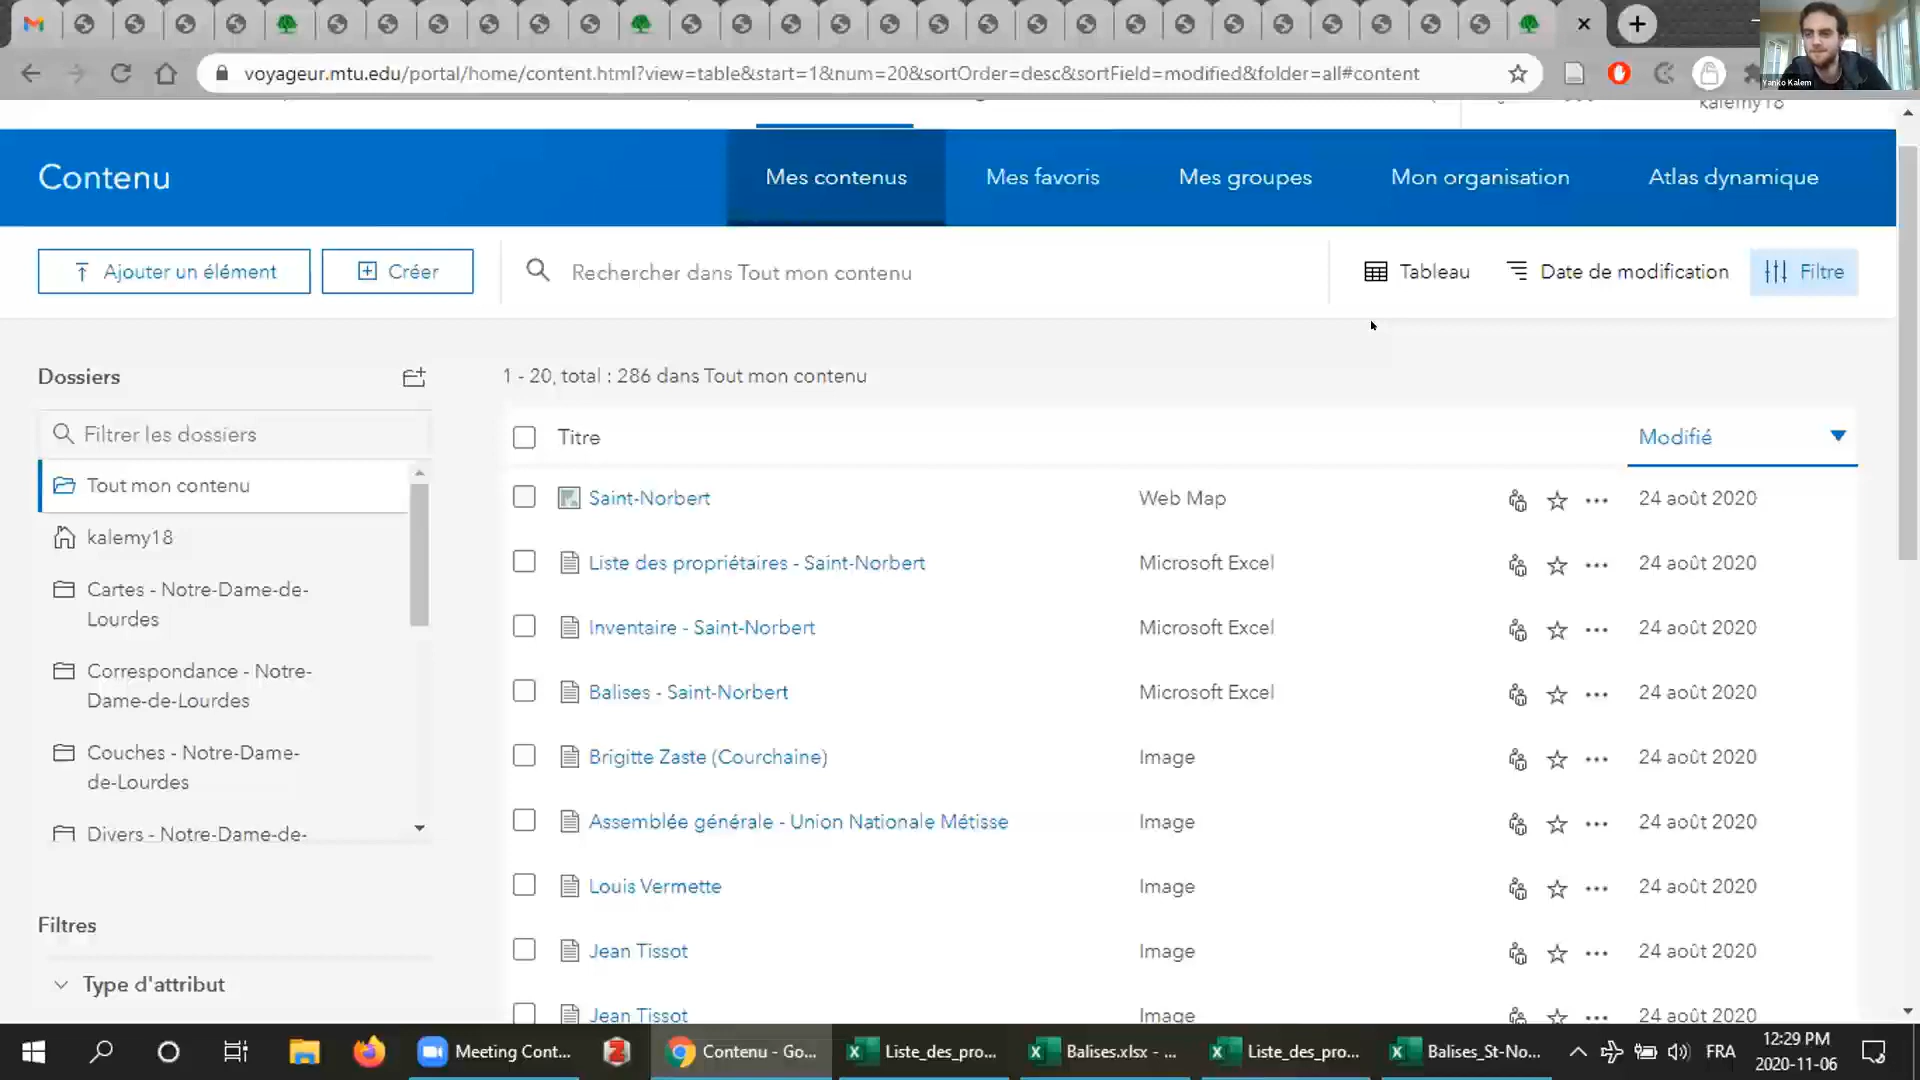 voyageur.mtu.edu/portal/home/content.html?view=table&start=1&num=20&sortOrder=desc&sortField=modified&folder=all#content
Yanko Kalem
kalemy18
Contenu
Mes contenus
Mes favoris
Mes groupes
Mon organisation
Atlas dynamique
Ajouter un élément
Créer
Rechercher dans Tout mon contenu
Tableau
Date de modification
Filtre
Dossiers
1 - 20, total : 286 dans Tout mon contenu
Filtrer les dossiers
Tout mon contenu
kalemy18
Cartes - Notre-Dame-de-
Lourdes
Correspondance - Notre-
Dame-de-Lourdes
Couches - Notre-Dame-
de-Lourdes
Divers - Notre-Dame-de-
Filtres
Type d'attribut
Titre
Modifié
Saint-Norbert Web Map 24 août 2020
Liste des propriétaires - Saint-Norbert Microsoft Excel 24 août 2020
Inventaire - Saint-Norbert Microsoft Excel 24 août 2020
Balises - Saint-Norbert Microsoft Excel 24 août 2020
Brigitte Zaste (Courchaine) Image 24 août 2020
Assemblée générale - Union Nationale Métisse Image 24 août 2020
Louis Vermette Image 24 août 2020
Jean Tissot Image 24 août 2020
Jean Tissot Image 24 août 2020
Meeting Cont...
Contenu - Go...
Liste_des_pro...
Balises.xlsx - ...
Liste_des_pro...
Balises_St-No...
FRA
12:29 PM
2020-11-06